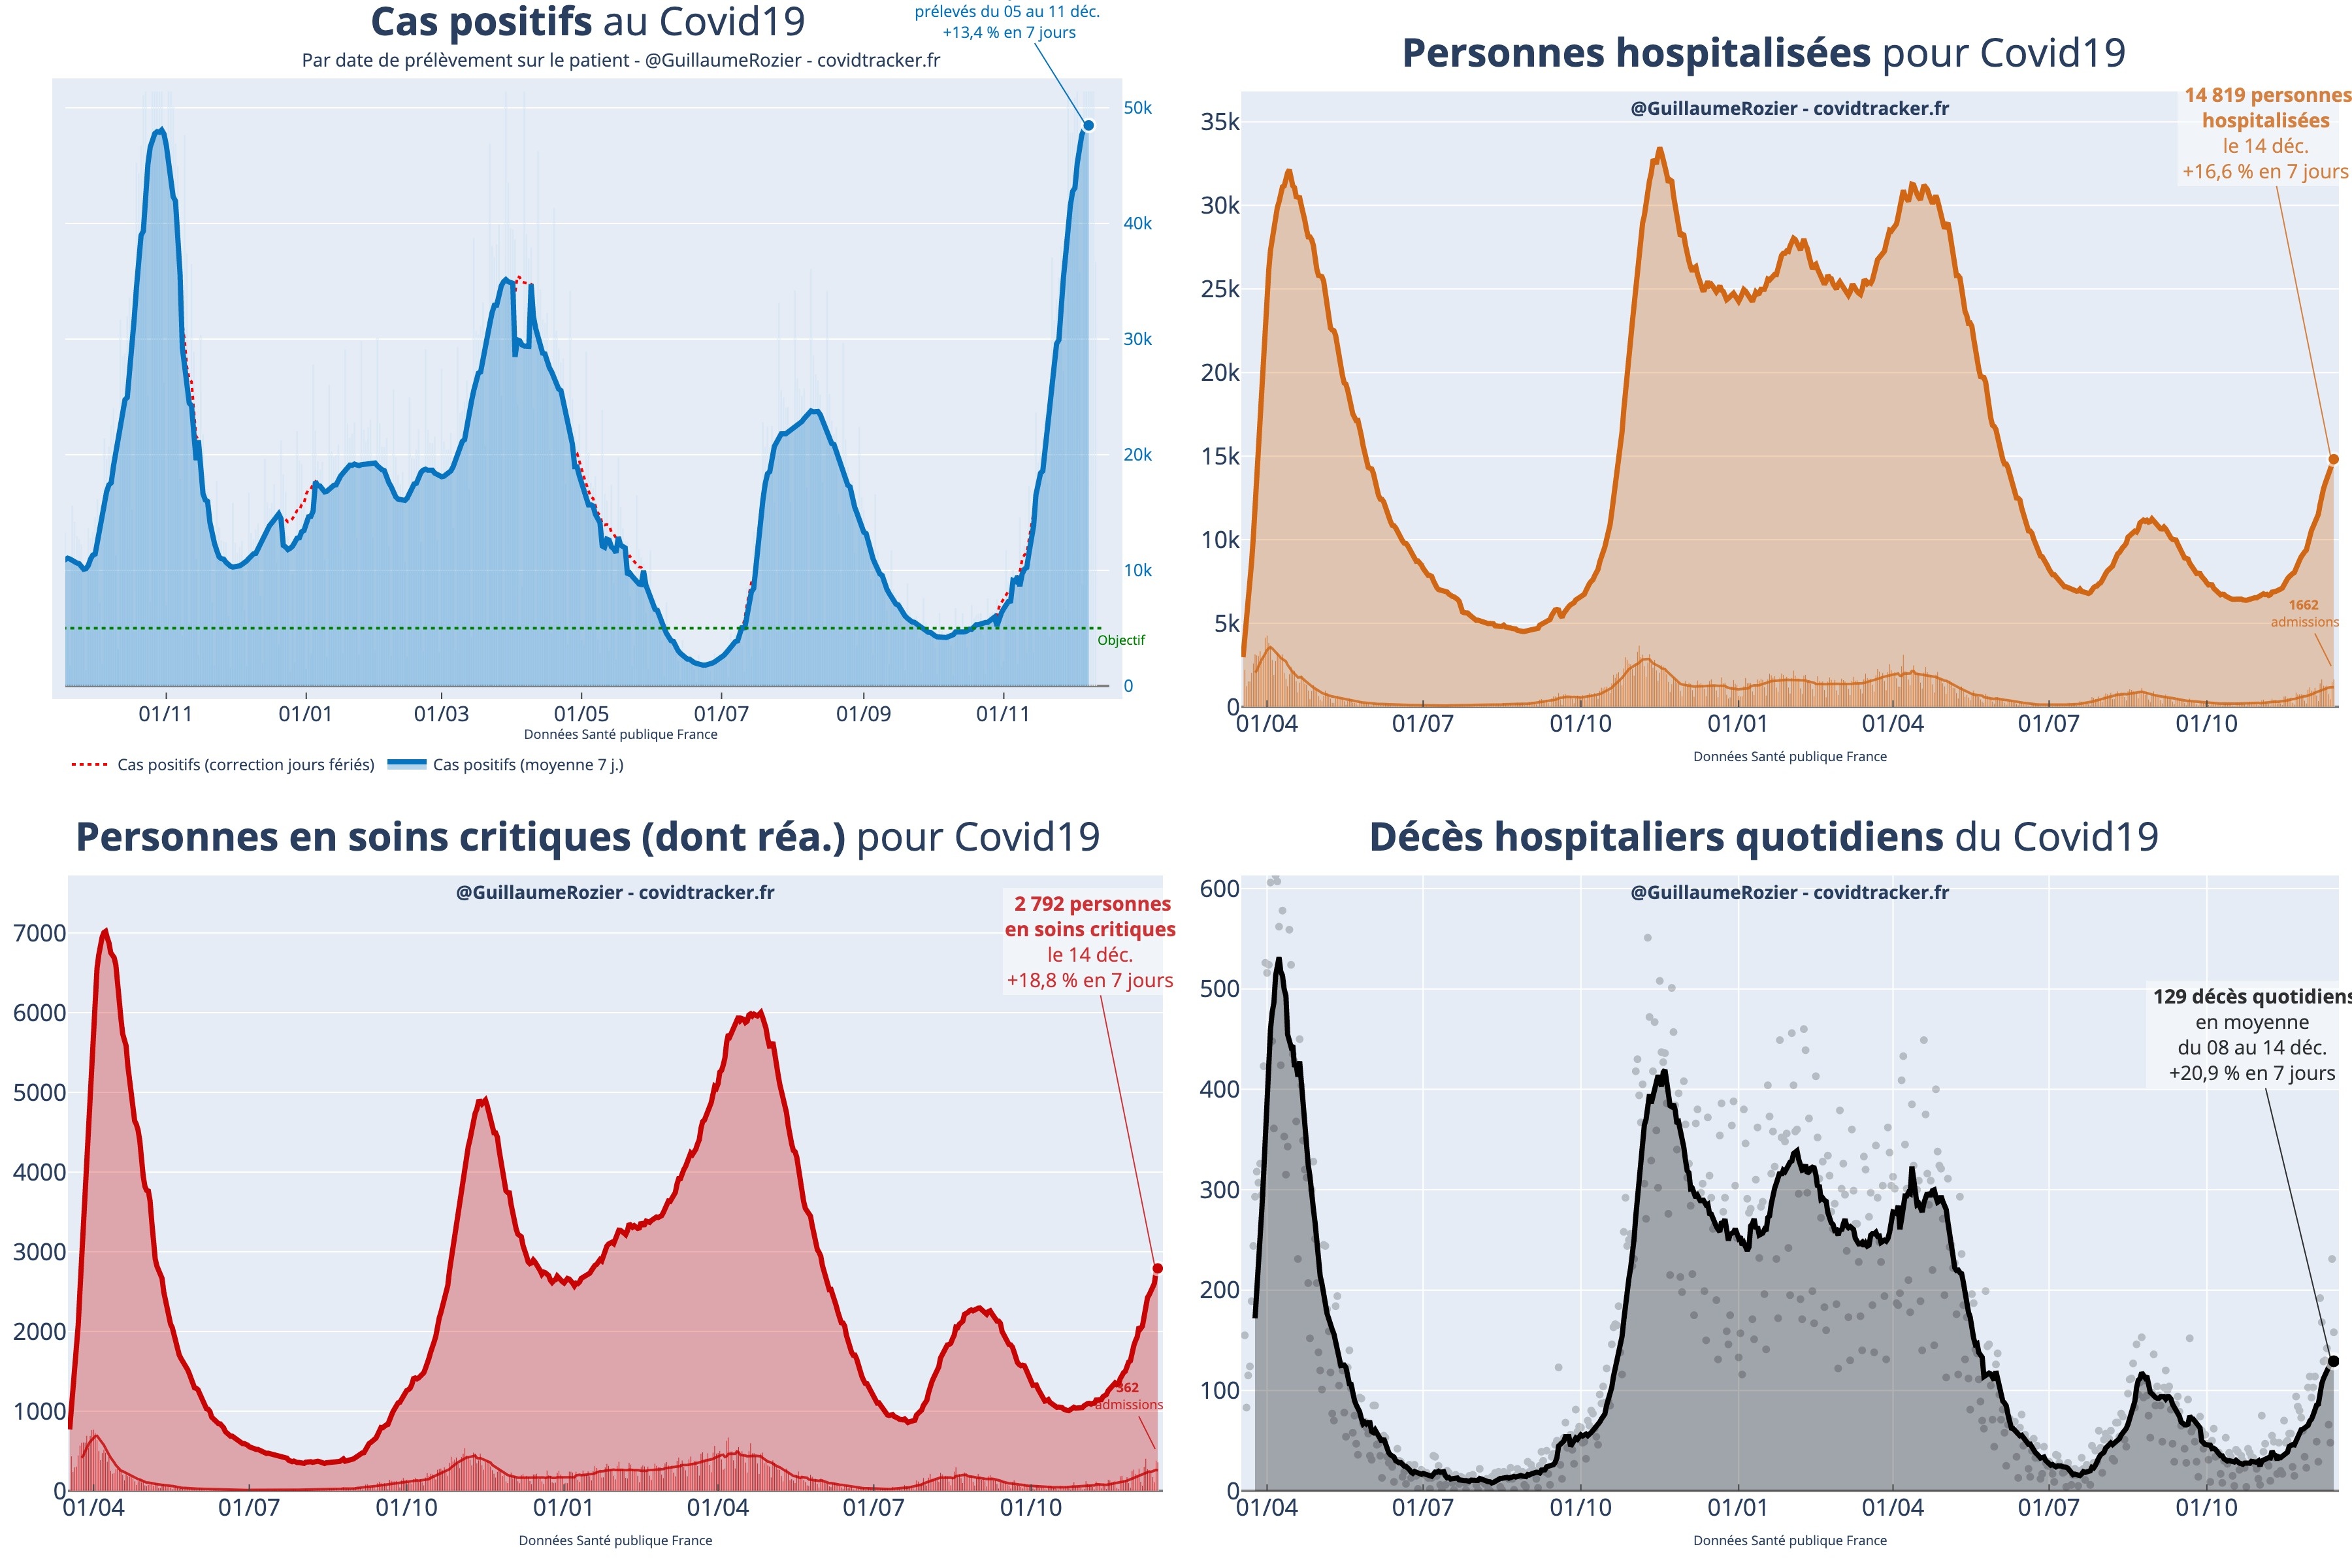 Cas positifs au Covid19
prélevés du 05 au 11 déc.
+13,4 % en 7 jours
Par date de prélèvement sur le patient - @GuillaumeRozier - covidtracker.fr
50k
40k
30k
20k
10k
Objectif
0
01/11
01/01
01/03
01/05
01/07
01/09
01/11
Données Santé publique France
Cas positifs (correction jours fériés)
Cas positifs (moyenne 7 j.)
Personnes hospitalisées pour Covid19
@GuillaumeRozier - covidtracker.fr
14 819 personnes
hospitalisées
le 14 déc.
+16,6 % en 7 jours
35k
30k
25k
20k
15k
10k
5k
0
1662
admissions
01/04
01/07
01/10
01/01
01/04
01/07
01/10
Données Santé publique France
Personnes en soins critiques (dont réa.) pour Covid19
@GuillaumeRozier - covidtracker.fr
2 792 personnes
en soins critiques
le 14 déc.
+18,8 % en 7 jours
7000
6000
5000
4000
3000
2000
1000
0
362
admissions
01/04
01/07
01/10
01/01
01/04
01/07
01/10
Données Santé publique France
Décès hospitaliers quotidiens du Covid19
@GuillaumeRozier - covidtracker.fr
129 décès quotidiens
en moyenne
du 08 au 14 déc.
+20,9 % en 7 jours
600
500
400
300
200
100
0
01/04
01/07
01/10
01/01
01/04
01/07
01/10
Données Santé publique France